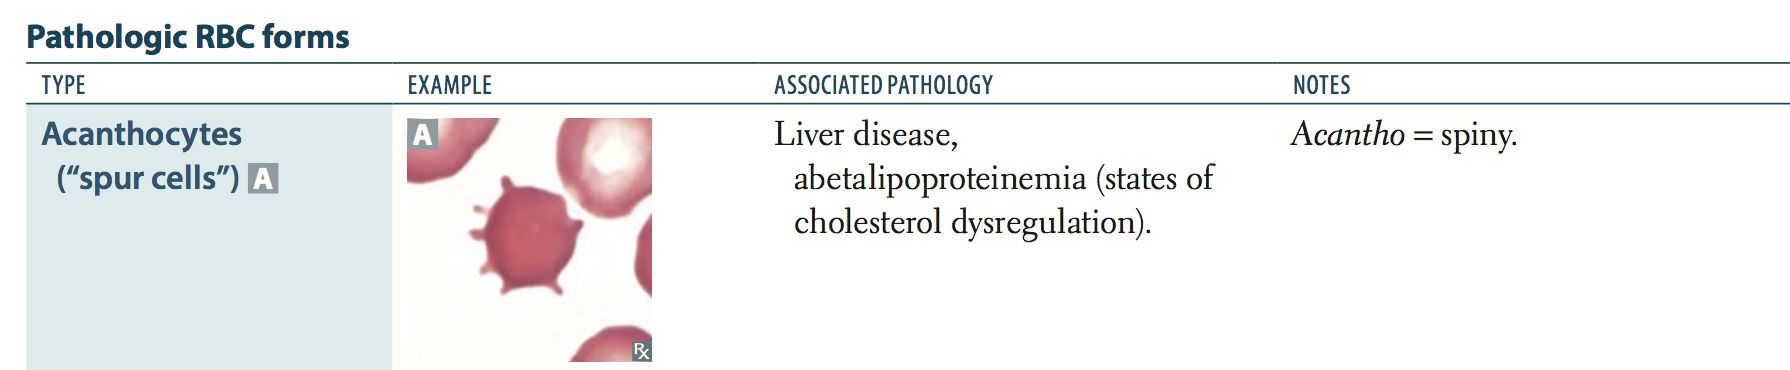 Pathologic RBC forms
TYPE EXAMPLE ASSOCIATED PATHOLOGY NOTES
Acanthocytes
(“spur cells”) A
A
Rx
Liver disease,
abetalipoproteinemia (states of
cholesterol dysregulation).
Acantho = spiny.